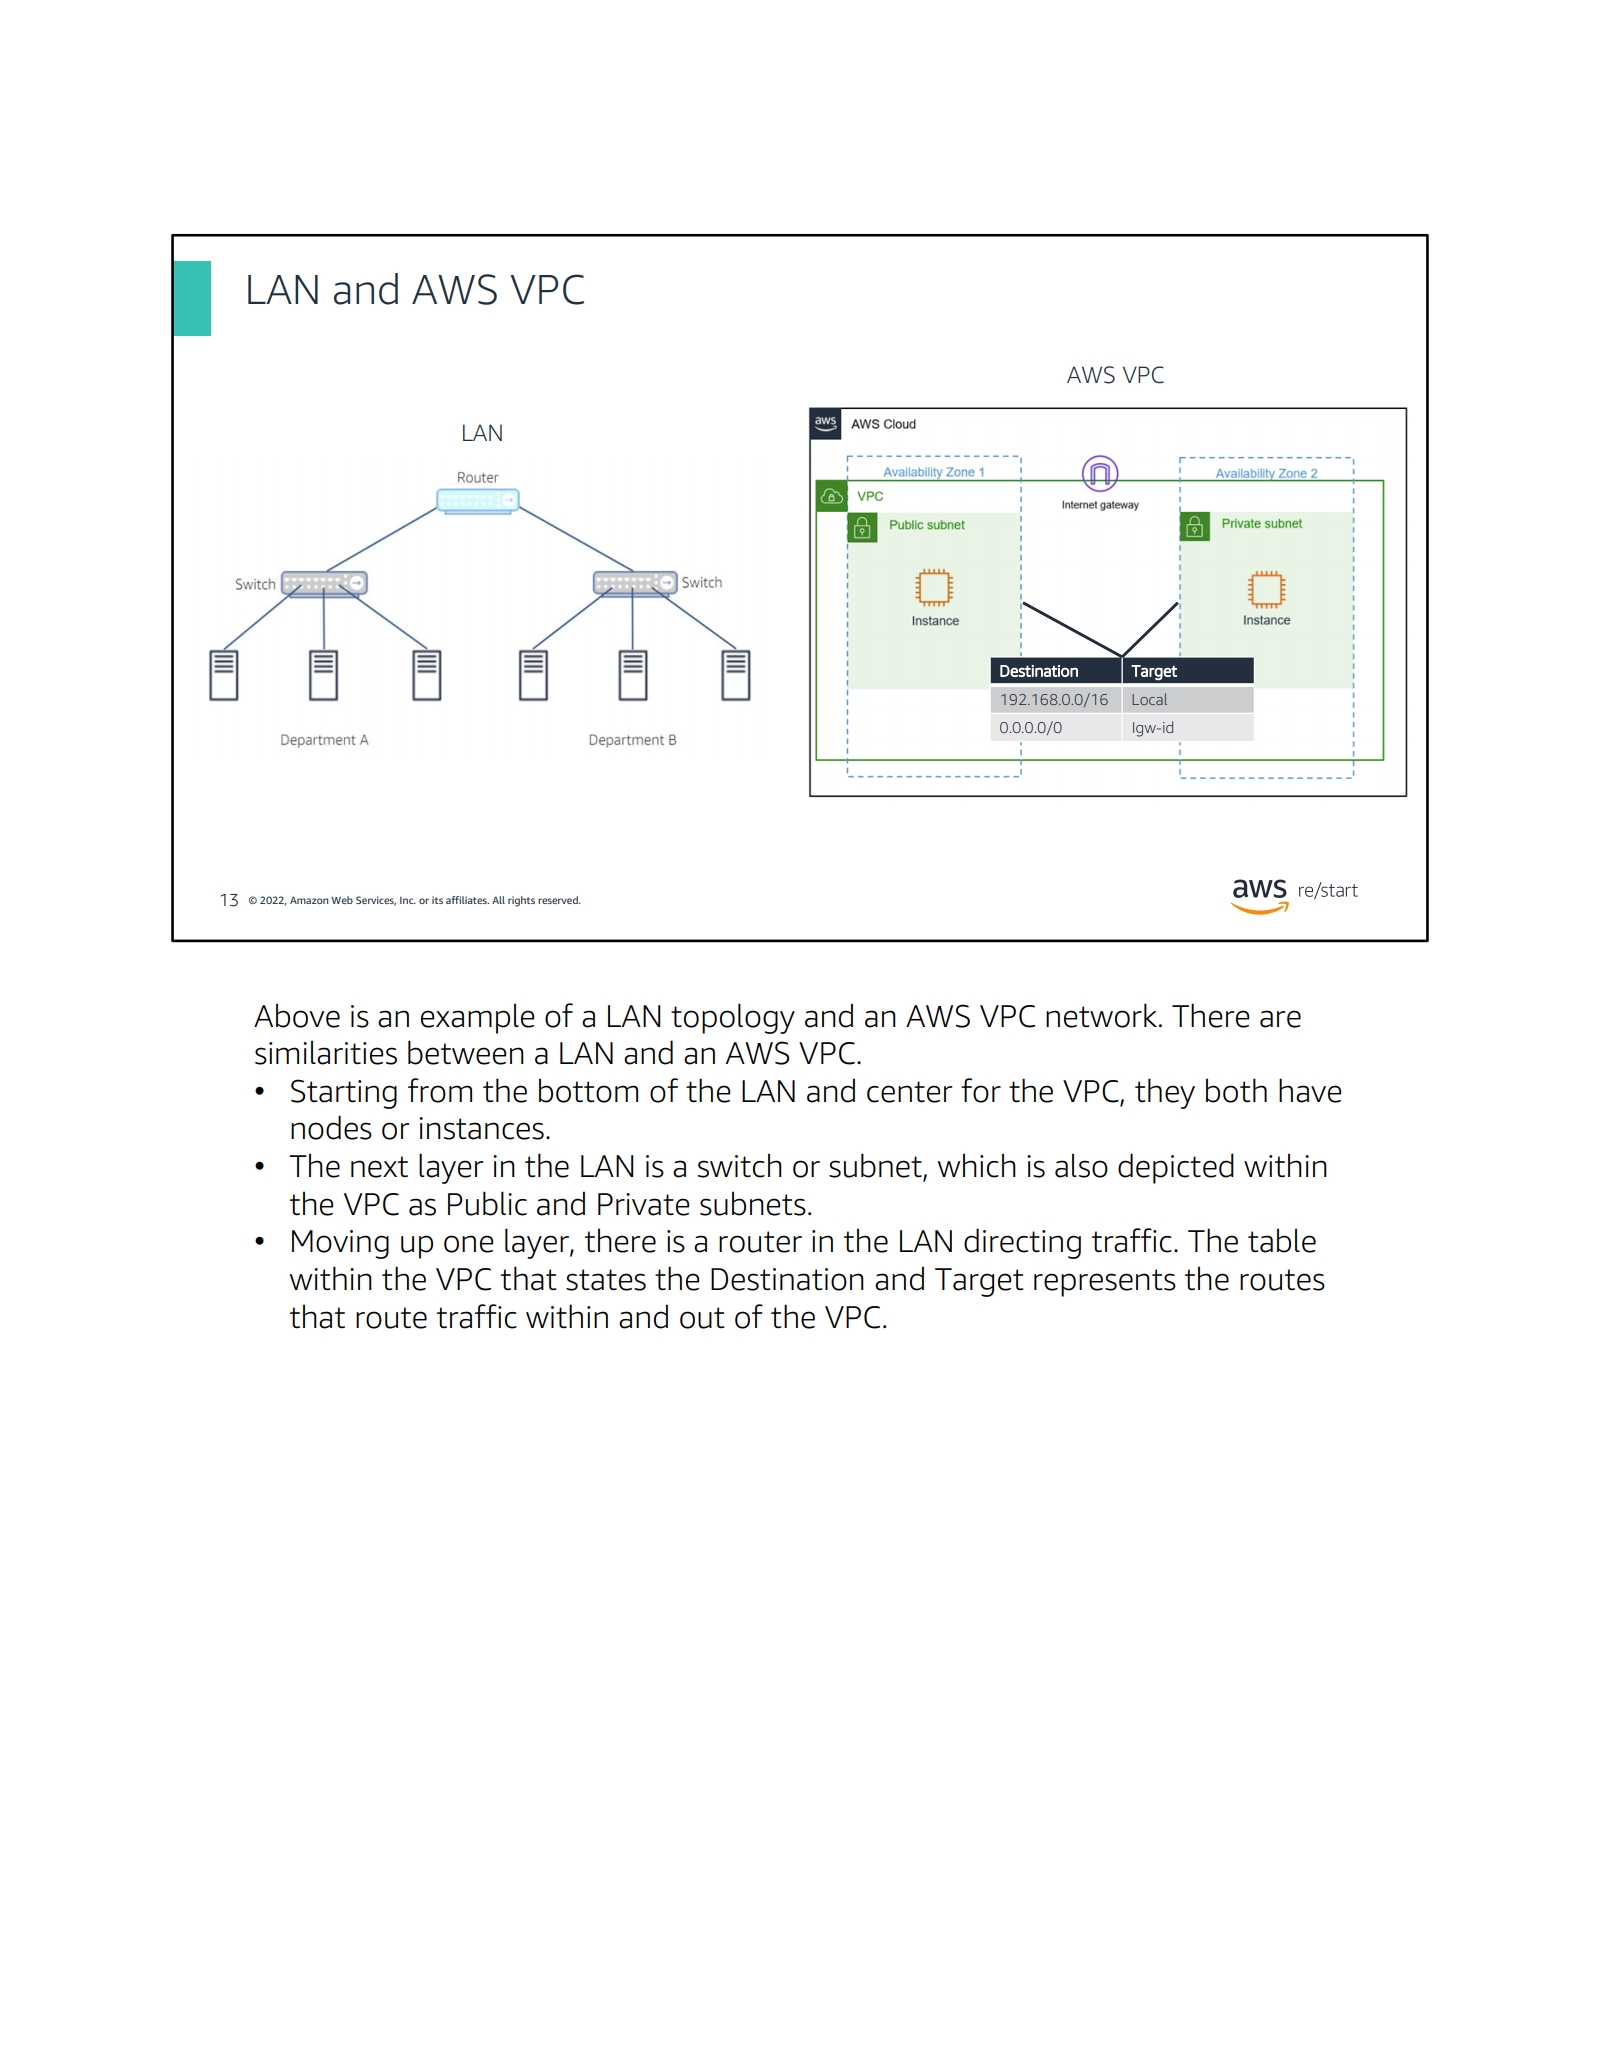 LAN and AWS VPC
LAN
Router
Switch
Switch
Department A
Department B
AWS VPC
aws
AWS Cloud
Availability Zone 1
Availability Zone 2
Internet gateway
VPC
Public subnet
Private subnet
Instance
Instance
Destination Target
192.168.0.0/16 Local
0.0.0.0/0 Igw-id
13 © 2022, Amazon Web Services, Inc. or its affiliates. All rights reserved.
aws re/start
Above is an example of a LAN topology and an AWS VPC network. There are
similarities between a LAN and an AWS VPC.
• Starting from the bottom of the LAN and center for the VPC, they both have
nodes or instances.
• The next layer in the LAN is a switch or subnet, which is also depicted within
the VPC as Public and Private subnets.
• Moving up one layer, there is a router in the LAN directing traffic. The table
within the VPC that states the Destination and Target represents the routes
that route traffic within and out of the VPC.